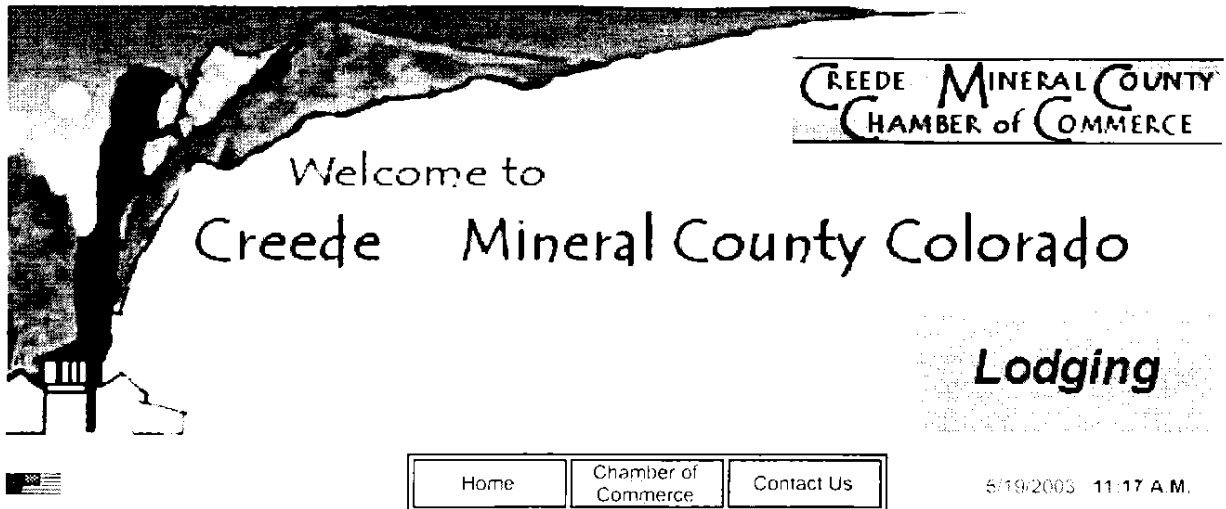 CREEDE MINERAL COUNTY
CHAMBER of COMMERCE
Welcome to
Creede Mineral County Colorado
Lodging
Home
Chamber of
Commerce
Contact Us
5/19/2003 11:17 A.M.